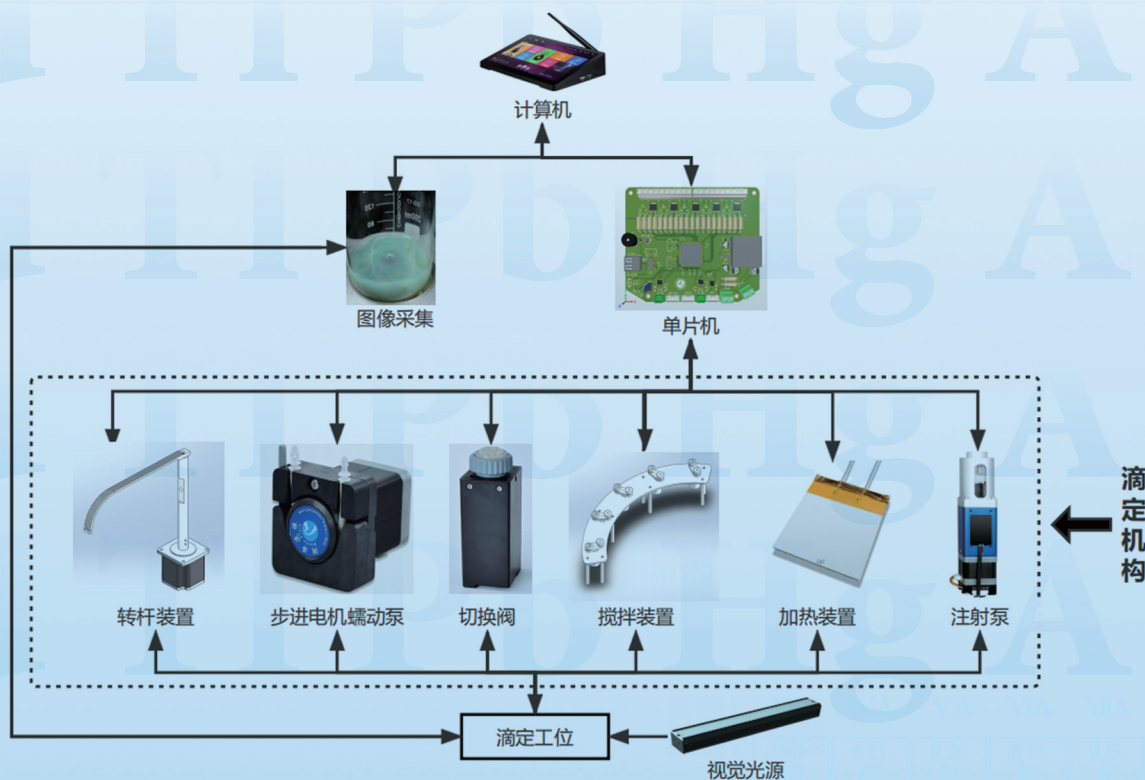 计算机
图像采集
单片机
转杆装置
步进电机蠕动泵
切换阀
搅拌装置
加热装置
注射泵
滴定机构
滴定工位
视觉光源